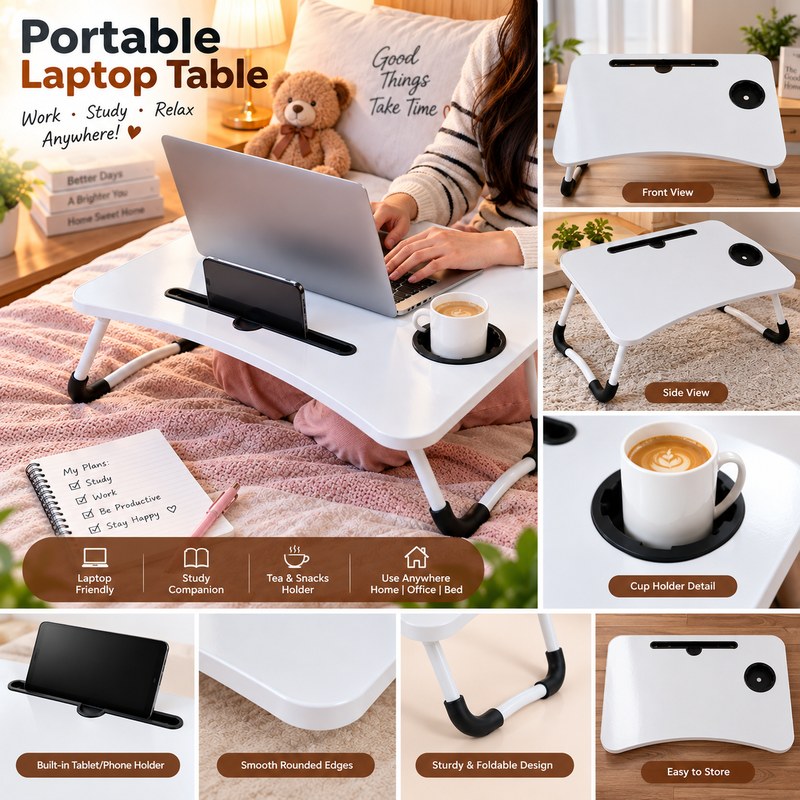 Portable
Laptop Table
Work • Study • Relax
Anywhere! ♥
Good
Things
Take Time ♡
Better Days
A Brighter You
Home Sweet Home
My Plans:
☑ Study
☑ Work
☑ Be Productive
☑ Stay Happy ♡
Laptop
Friendly
Study
Companion
Tea & Snacks
Holder
Use Anywhere
Home | Office | Bed
Front View
Side View
Cup Holder Detail
Built-in Tablet/Phone Holder
Smooth Rounded Edges
Sturdy & Foldable Design
Easy to Store